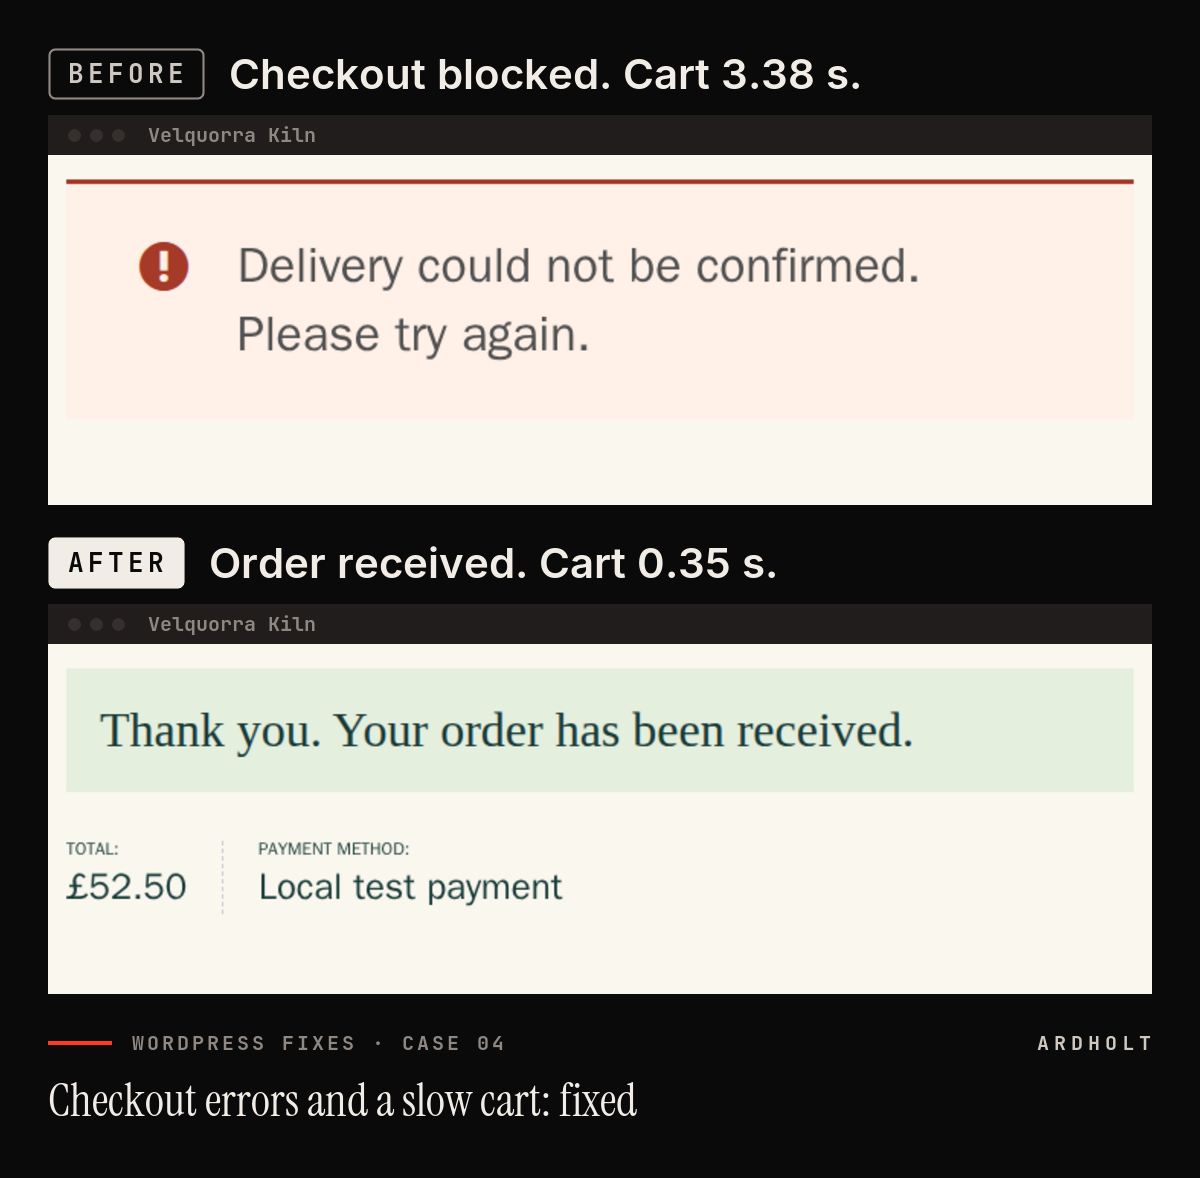 BEFORE Checkout blocked. Cart 3.38 s.
Velquorra Kiln
Delivery could not be confirmed.
Please try again.
AFTER Order received. Cart 0.35 s.
Velquorra Kiln
Thank you. Your order has been received.
TOTAL: PAYMENT METHOD:
£52.50 Local test payment
WORDPRESS FIXES · CASE 04 ARDHOLT
Checkout errors and a slow cart: fixed